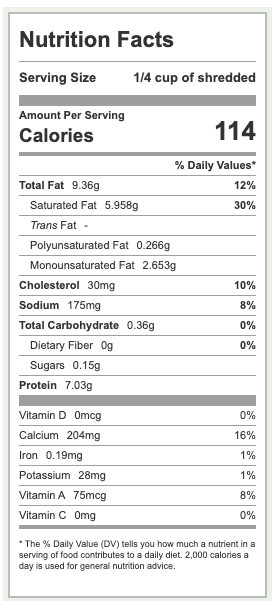 Nutrition Facts
Serving Size 1/4 cup of shredded
Amount Per Serving
Calories 114
% Daily Values*
Total Fat 9.36g 12%
Saturated Fat 5.958g 30%
Trans Fat -
Polyunsaturated Fat 0.266g
Monounsaturated Fat 2.653g
Cholesterol 30mg 10%
Sodium 175mg 8%
Total Carbohydrate 0.36g 0%
Dietary Fiber 0g 0%
Sugars 0.15g
Protein 7.03g
Vitamin D 0mcg 0%
Calcium 204mg 16%
Iron 0.19mg 1%
Potassium 28mg 1%
Vitamin A 75mcg 8%
Vitamin C 0mg 0%
* The % Daily Value (DV) tells you how much a nutrient in a
serving of food contributes to a daily diet. 2,000 calories a
day is used for general nutrition advice.